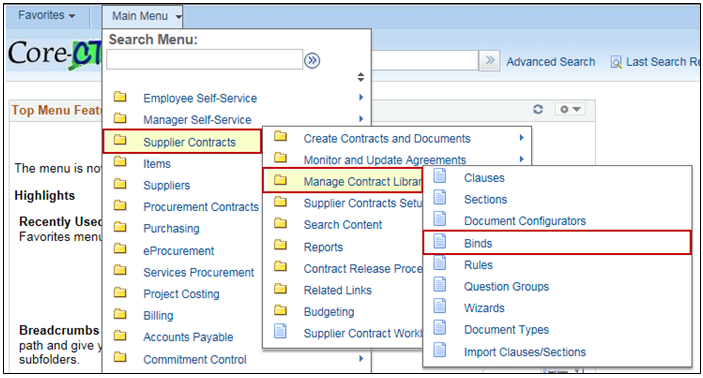 Favorites
Main Menu
Search Menu:
Core-CT
Advanced Search
Last Search Re
Top Menu Featu
Employee Self-Service
Manager Self-Service
Supplier Contracts
Items
Suppliers
Procurement Contracts
Purchasing
eProcurement
Services Procurement
Project Costing
Billing
Accounts Payable
Commitment Control
The menu is no
Highlights
Recently Used
Favorites menu
Breadcrumbs
path and give y
subfolders.
Create Contracts and Documents
Monitor and Update Agreements
Manage Contract Librar
Supplier Contracts Setu
Search Content
Reports
Contract Release Proce
Related Links
Budgeting
Supplier Contract Workb
Clauses
Sections
Document Configurators
Binds
Rules
Question Groups
Wizards
Document Types
Import Clauses/Sections